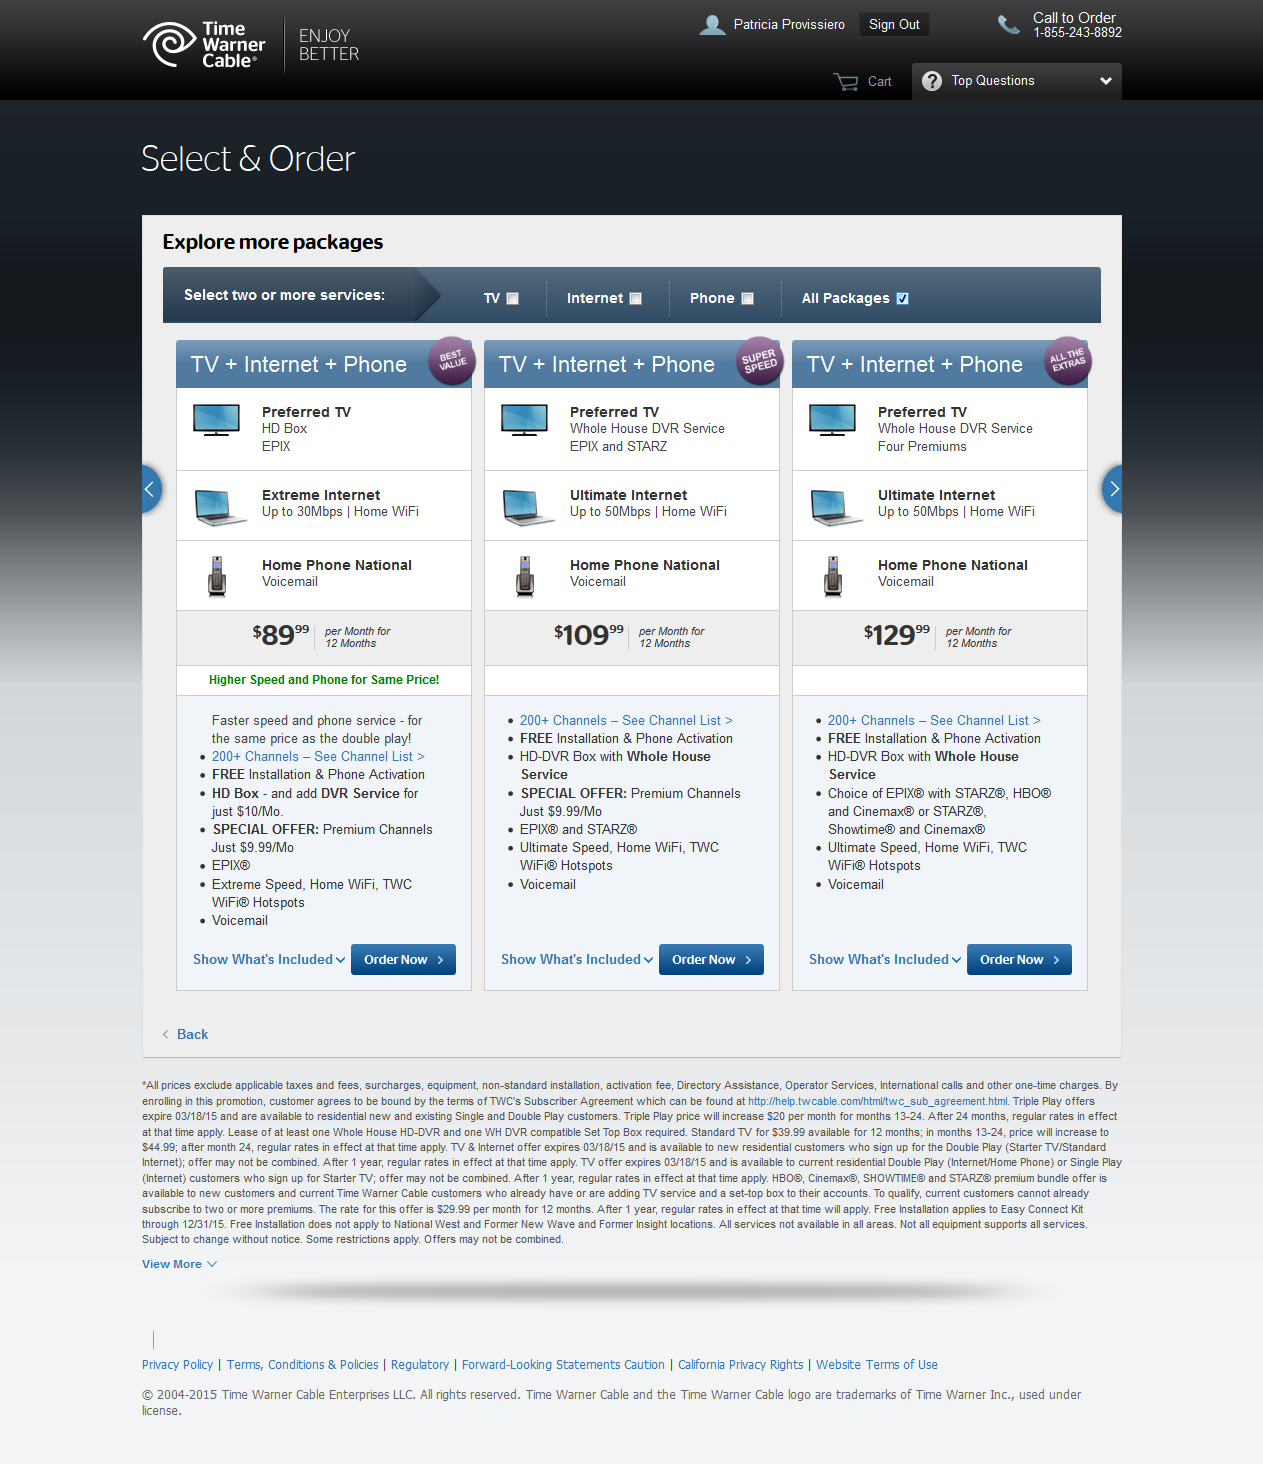 Time
Warner
Cable®
ENJOY
BETTER
Patricia Provissiero
Sign Out
Call to Order
1-855-243-8892
Cart
? Top Questions
Select & Order
Explore more packages
Select two or more services:
TV
Internet
Phone
All Packages
TV + Internet + Phone
BEST
VALUE
Preferred TV
HD Box
EPIX
Extreme Internet
Up to 30Mbps | Home WiFi
Home Phone National
Voicemail
$89 99
per Month for
12 Months
Higher Speed and Phone for Same Price!
Faster speed and phone service - for
the same price as the double play!
• 200+ Channels – See Channel List >
• FREE Installation & Phone Activation
• HD Box - and add DVR Service for
just $10/Mo.
• SPECIAL OFFER: Premium Channels
Just $9.99/Mo
• EPIX®
• Extreme Speed, Home WiFi, TWC
WiFi® Hotspots
• Voicemail
Show What's Included
Order Now
TV + Internet + Phone
SUPER
SPEED
Preferred TV
Whole House DVR Service
EPIX and STARZ
Ultimate Internet
Up to 50Mbps | Home WiFi
Home Phone National
Voicemail
$109 99
per Month for
12 Months
• 200+ Channels – See Channel List >
• FREE Installation & Phone Activation
• HD-DVR Box with Whole House
Service
• SPECIAL OFFER: Premium Channels
Just $9.99/Mo
• EPIX® and STARZ®
• Ultimate Speed, Home WiFi, TWC
WiFi® Hotspots
• Voicemail
Show What's Included
Order Now
TV + Internet + Phone
ALL THE
EXTRAS
Preferred TV
Whole House DVR Service
Four Premiums
Ultimate Internet
Up to 50Mbps | Home WiFi
Home Phone National
Voicemail
$129 99
per Month for
12 Months
• 200+ Channels – See Channel List >
• FREE Installation & Phone Activation
• HD-DVR Box with Whole House
Service
• Choice of EPIX® with STARZ®, HBO®
and Cinemax® or STARZ®,
Showtime® and Cinemax®
• Ultimate Speed, Home WiFi, TWC
WiFi® Hotspots
• Voicemail
Show What's Included
Order Now
Back
*All prices exclude applicable taxes and fees, surcharges, equipment, non-standard installation, activation fee, Directory Assistance, Operator Services, International calls and other one-time charges. By
enrolling in this promotion, customer agrees to be bound by the terms of TWC's Subscriber Agreement which can be found at http://help.twcable.com/html/twc_sub_agreement.html. Triple Play offers
expire 03/18/15 and are available to residential new and existing Single and Double Play customers. Triple Play price will increase $20 per month for months 13-24. After 24 months, regular rates in effect
at that time apply. Lease of at least one Whole House HD-DVR and one WH DVR compatible Set Top Box required. Standard TV for $39.99 available for 12 months; in months 13-24, price will increase to
$44.99; after month 24, regular rates in effect at that time apply. TV & Internet offer expires 03/18/15 and is available to new residential customers who sign up for the Double Play (Starter TV/Standard
Internet); offer may not be combined. After 1 year, regular rates in effect at that time apply. TV offer expires 03/18/15 and is available to current residential Double Play (Internet/Home Phone) or Single Play
(Internet) customers who sign up for Starter TV; offer may not be combined. After 1 year, regular rates in effect at that time apply. HBO®, Cinemax®, SHOWTIME® and STARZ® premium bundle offer is
available to new customers and current Time Warner Cable customers who already have or are adding TV service and a set-top box to their accounts. To qualify, current customers cannot already
subscribe to two or more premiums. The rate for this offer is $29.99 per month for 12 months. After 1 year, regular rates in effect at that time will apply. Free Installation applies to Easy Connect Kit
through 12/31/15. Free Installation does not apply to National West and Former New Wave and Former Insight locations. All services not available in all areas. Not all equipment supports all services.
Subject to change without notice. Some restrictions apply. Offers may not be combined.
View More
|
Privacy Policy | Terms, Conditions & Policies | Regulatory | Forward-Looking Statements Caution | California Privacy Rights | Website Terms of Use
© 2004-2015 Time Warner Cable Enterprises LLC. All rights reserved. Time Warner Cable and the Time Warner Cable logo are trademarks of Time Warner Inc., used under
license.